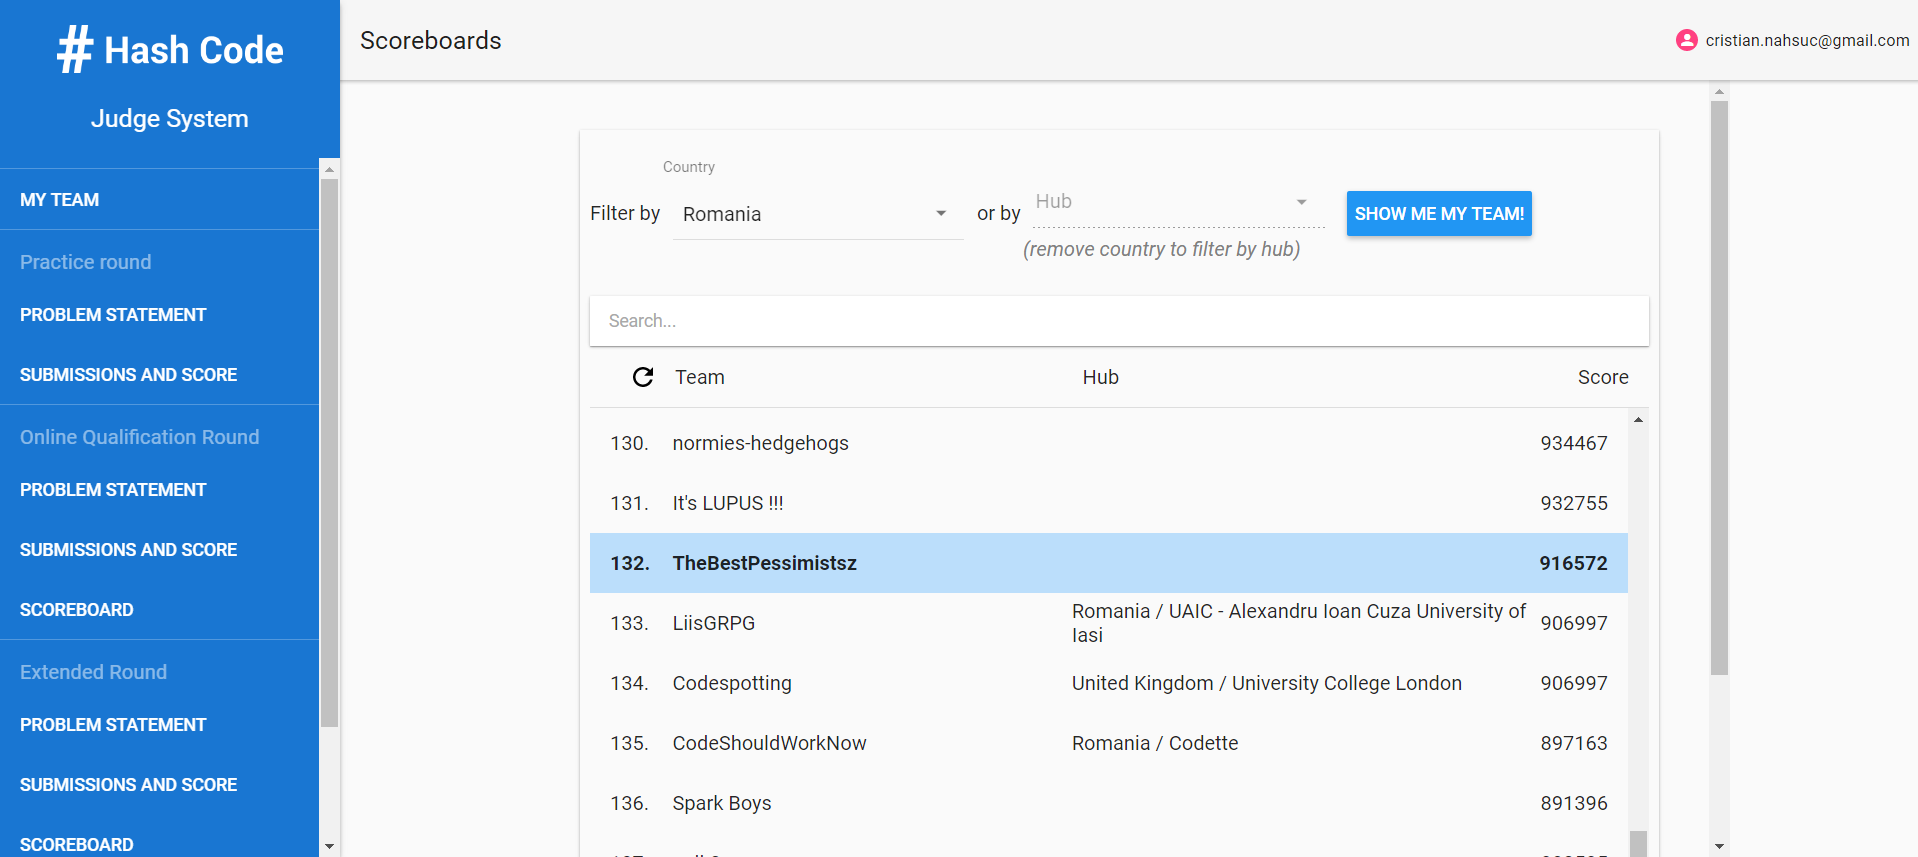 # Hash Code
Judge System
MY TEAM
Practice round
PROBLEM STATEMENT
SUBMISSIONS AND SCORE
Online Qualification Round
PROBLEM STATEMENT
SUBMISSIONS AND SCORE
SCOREBOARD
Extended Round
PROBLEM STATEMENT
SUBMISSIONS AND SCORE
SCOREBOARD
Scoreboards
cristian.nahsuc@gmail.com
Country
Filter by Romania or by Hub SHOW ME MY TEAM!
(remove country to filter by hub)
Search...
Team Hub Score
130. normies-hedgehogs 934467
131. It's LUPUS !!! 932755
132. TheBestPessimistsz 916572
133. LiisGRPG Romania / UAIC - Alexandru Ioan Cuza University of 906997
Iasi
134. Codespotting United Kingdom / University College London 906997
135. CodeShouldWorkNow Romania / Codette 897163
136. Spark Boys 891396